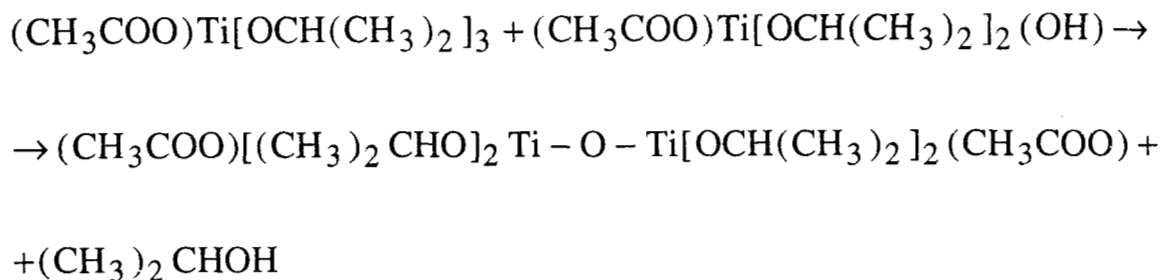 (CH₃COO)Ti[OCH(CH₃)₂]₃ + (CH₃COO)Ti[OCH(CH₃)₂]₂(OH) →
→ (CH₃COO)[(CH₃)₂CHO]₂Ti – O – Ti[OCH(CH₃)₂]₂(CH₃COO) +
+(CH₃)₂CHOH